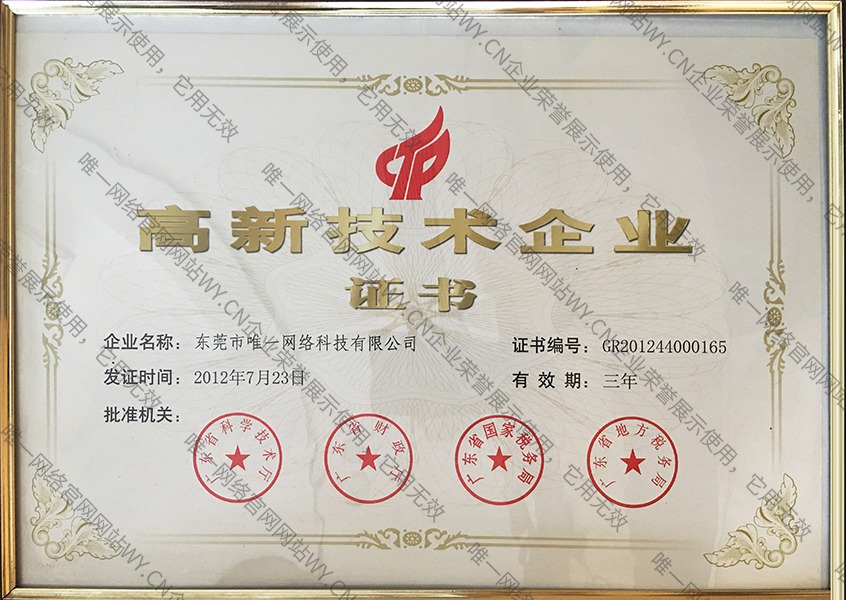 高新技术企业
证书
企业名称：东莞市唯一网络科技有限公司
证书编号：GR201244000165
发证时间：2012年7月23日
有效期：三年
批准机关：
广东省科学技术厅
广东省财政厅
广东省国家税务局
广东省地方税务局
唯一网络官网网站WY.CN企业荣誉展示使用，它用无效